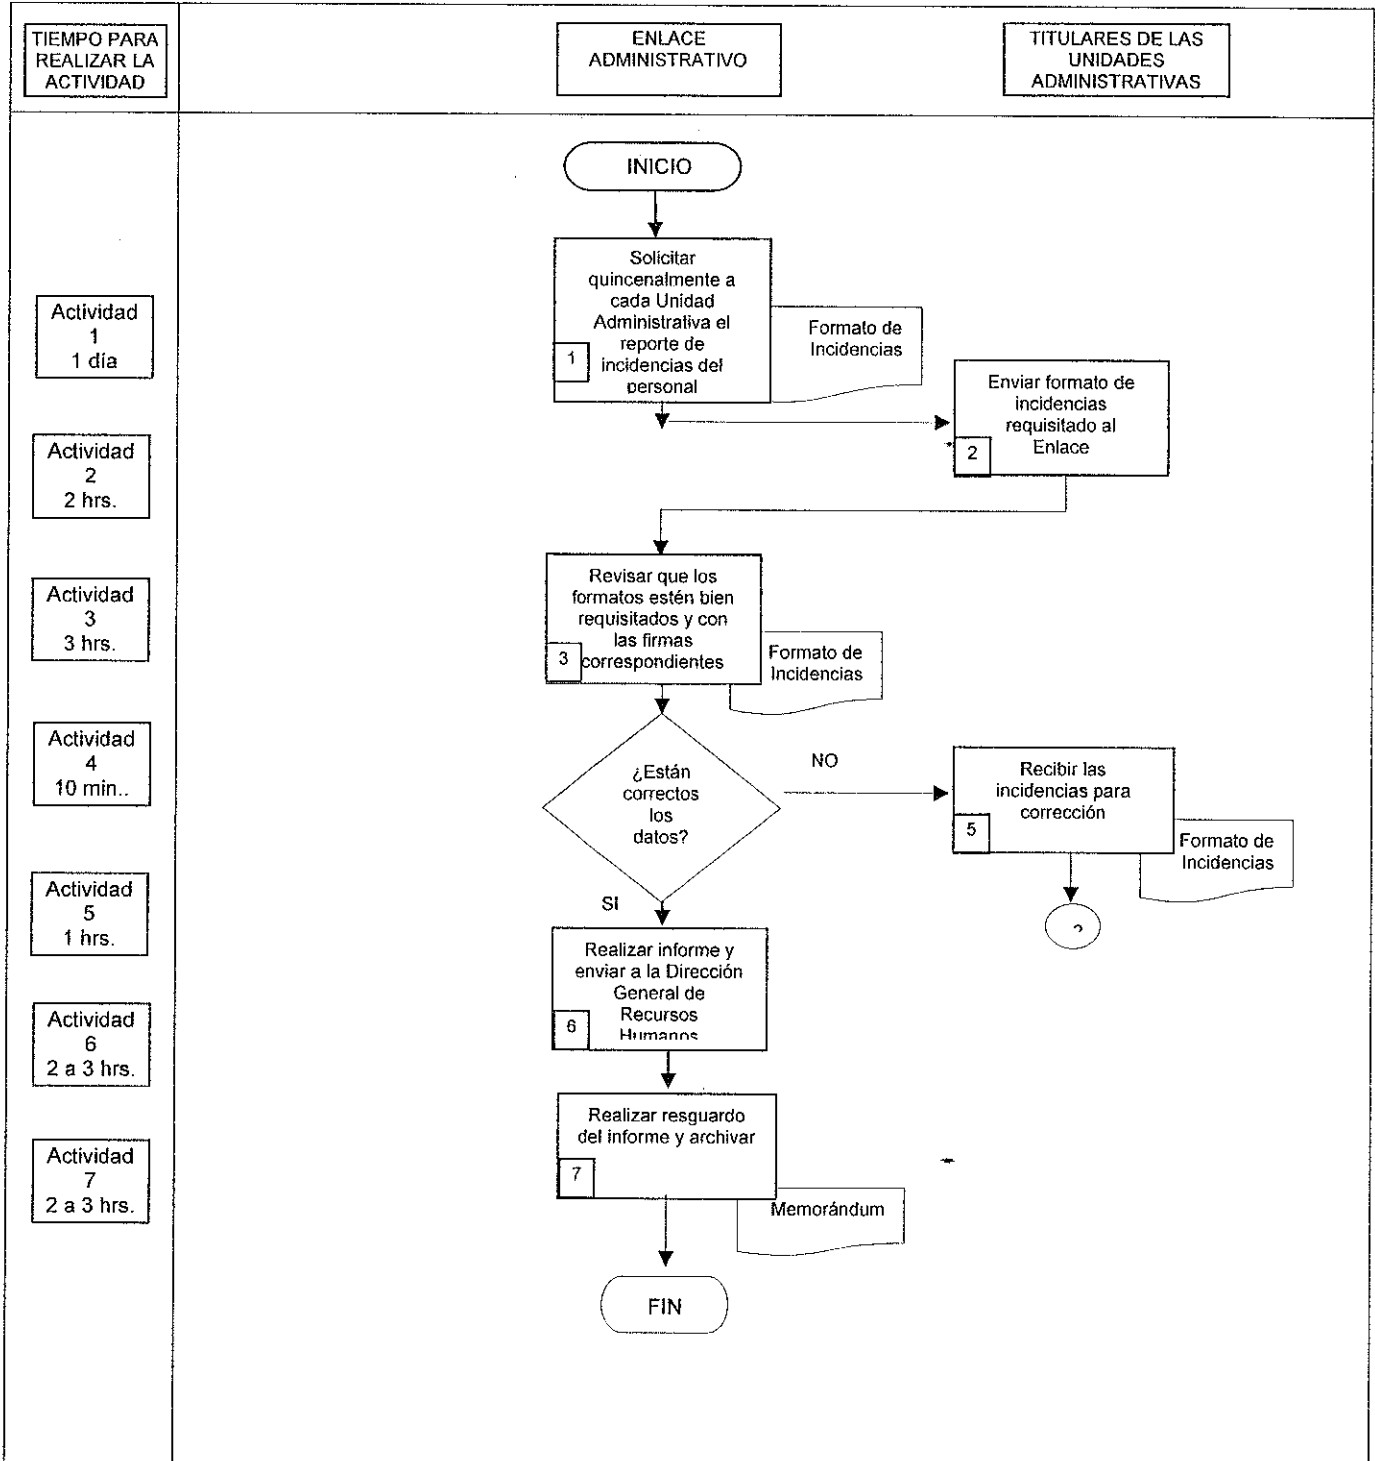 TIEMPO PARA
REALIZAR LA
ACTIVIDAD
ENLACE
ADMINISTRATIVO
TITULARES DE LAS
UNIDADES
ADMINISTRATIVAS
INICIO
Solicitar
quincenalmente a
cada Unidad
Administrativa el
reporte de
incidencias del
personal
1
Formato de
Incidencias
Actividad
1
1 día
Enviar formato de
incidencias
requisitado al
Enlace
2
Actividad
2
2 hrs.
Revisar que los
formatos estén bien
requisitados y con
las firmas
correspondientes
3
Formato de
Incidencias
Actividad
3
3 hrs.
¿Están
correctos
los
datos?
NO
SI
Actividad
4
10 min..
Recibir las
incidencias para
corrección
5
Formato de
Incidencias
Actividad
5
1 hrs.
Realizar informe y
enviar a la Dirección
General de
Recursos
Humanos
6
Actividad
6
2 a 3 hrs.
Realizar resguardo
del informe y archivar
7
Memorándum
Actividad
7
2 a 3 hrs.
FIN